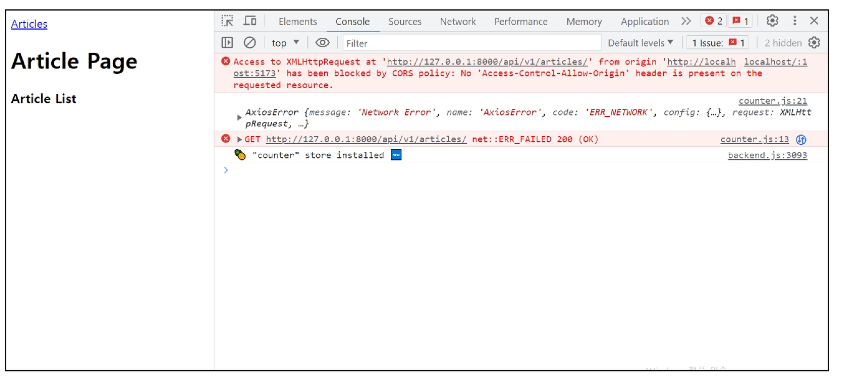 Articles
Article Page
Article List
Elements Console Sources Network Performance Memory Application 2 1
top Filter Default levels 1 Issue: 1 2 hidden
Access to XMLHttpRequest at 'http://127.0.0.1:8000/api/v1/articles/' from origin 'http://localh localhost/:1
ost:5173' has been blocked by CORS policy: No 'Access-Control-Allow-Origin' header is present on the
requested resource.
counter.js:21
AxiosError {message: 'Network Error', name: 'AxiosError', code: 'ERR_NETWORK', config: {…}, request: XMLHtt
pRequest, …}
GET http://127.0.0.1:8000/api/v1/articles/ net::ERR_FAILED 200 (OK) counter.js:13
🍍 "counter" store installed 🆕 backend.js:3093